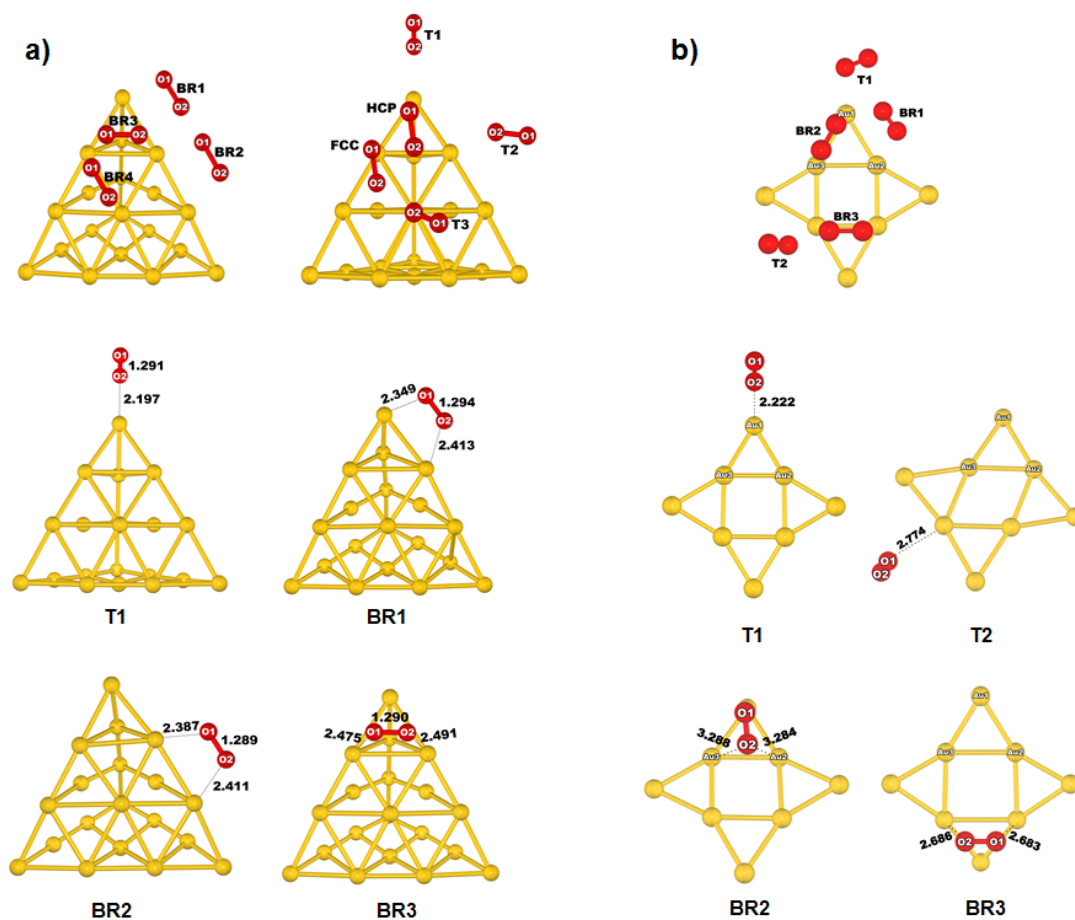 a)
O1
T1
O2
O1
BR1
O2
BR3
O1
O2
O1
BR2
O2
O1
BR4
O2
HCP
O1
FCC
O1
O2
O2
O2
O1
T2
O2
O1
T3
b)
T1
Au1
BR1
BR2
Au3
Au2
BR3
T2
O1
1.291
O2
2.197
T1
2.349
O1
1.294
O2
2.413
BR1
O1
O2
2.222
Au1
Au3
Au2
T1
Au1
Au3
Au2
2.774
O1
O2
T2
2.387
O1
1.289
O2
2.411
BR2
1.290
2.475
O1
O2
2.491
BR3
O1
O2
3.288
3.284
Au3
Au2
BR2
Au1
Au3
Au2
2.686
O2
O1
2.683
BR3